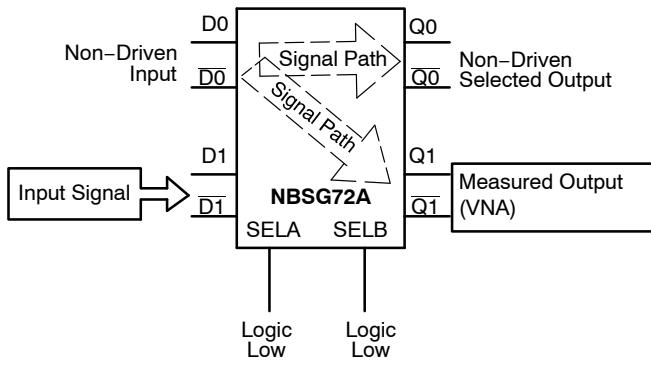 D0
Q0
Non−Driven
Input
Signal Path
Non−Driven
Selected Output
D0
Q0
Signal Path
D1
Q1
Input Signal
Measured Output
(VNA)
NBSG72A
D1
Q1
SELA
SELB
Logic
Low
Logic
Low